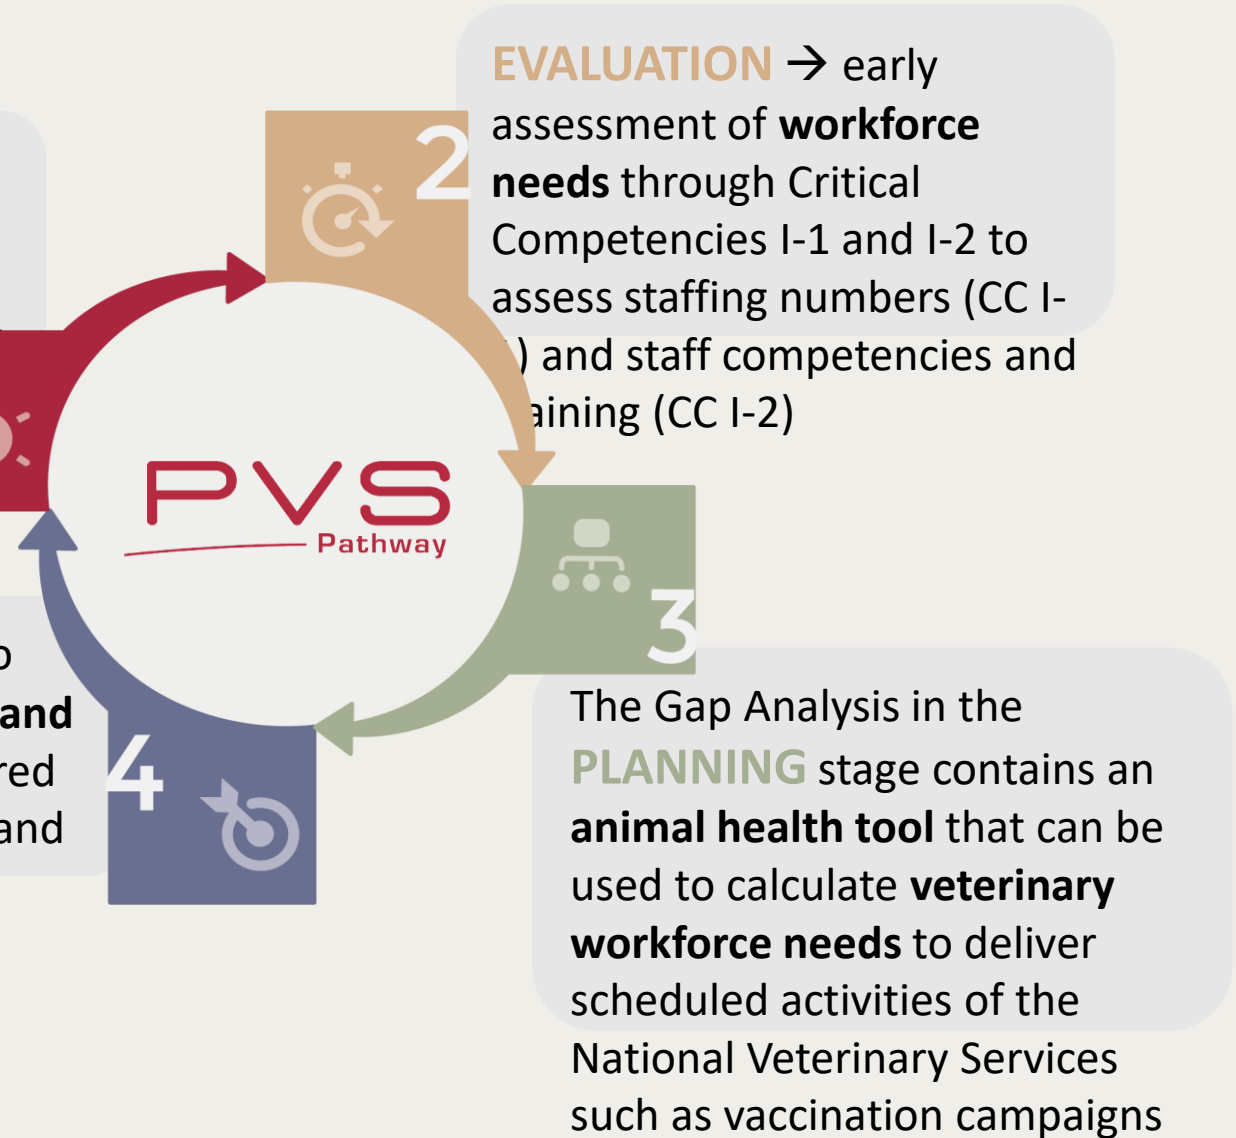 2
EVALUATION → early
assessment of workforce
needs through Critical
Competencies I-1 and I-2 to
assess staffing numbers (CC I-
) and staff competencies and
aining (CC I-2)
PVS
Pathway
3
and
red
and
4
The Gap Analysis in the
PLANNING stage contains an
animal health tool that can be
used to calculate veterinary
workforce needs to deliver
scheduled activities of the
National Veterinary Services
such as vaccination campaigns